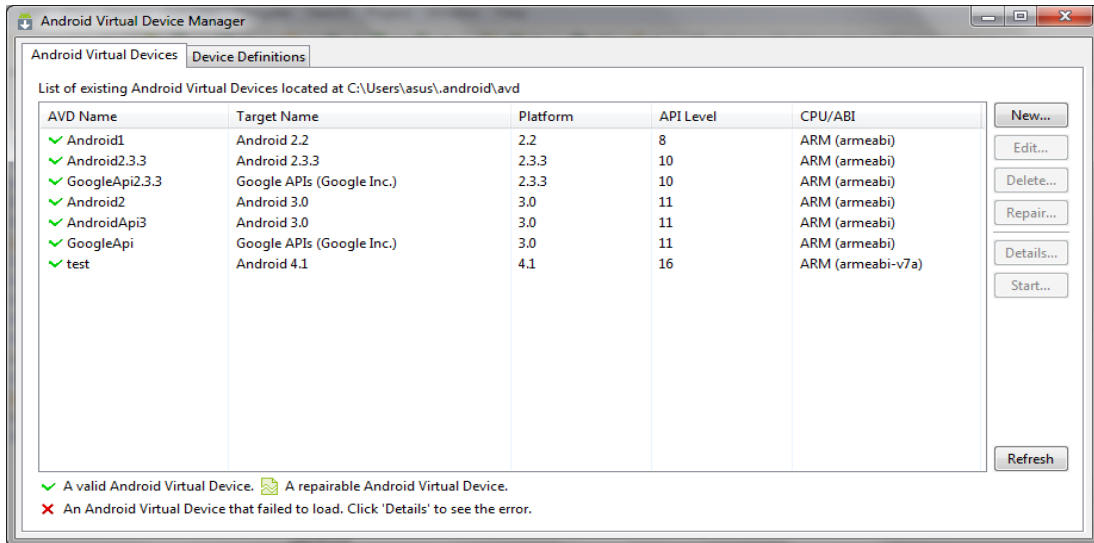 Android Virtual Device Manager
Android Virtual Devices Device Definitions
List of existing Android Virtual Devices located at C:\Users\asus\.android\avd
AVD Name Target Name Platform API Level CPU/ABI
Android1 Android 2.2 2.2 8 ARM (armeabi)
Android2.3.3 Android 2.3.3 2.3.3 10 ARM (armeabi)
GoogleApi2.3.3 Google APIs (Google Inc.) 2.3.3 10 ARM (armeabi)
Android2 Android 3.0 3.0 11 ARM (armeabi)
AndroidApi3 Android 3.0 3.0 11 ARM (armeabi)
GoogleApi Google APIs (Google Inc.) 3.0 11 ARM (armeabi)
test Android 4.1 4.1 16 ARM (armeabi-v7a)
New...
Edit...
Delete...
Repair...
Details...
Start...
Refresh
A valid Android Virtual Device. A repairable Android Virtual Device.
An Android Virtual Device that failed to load. Click 'Details' to see the error.